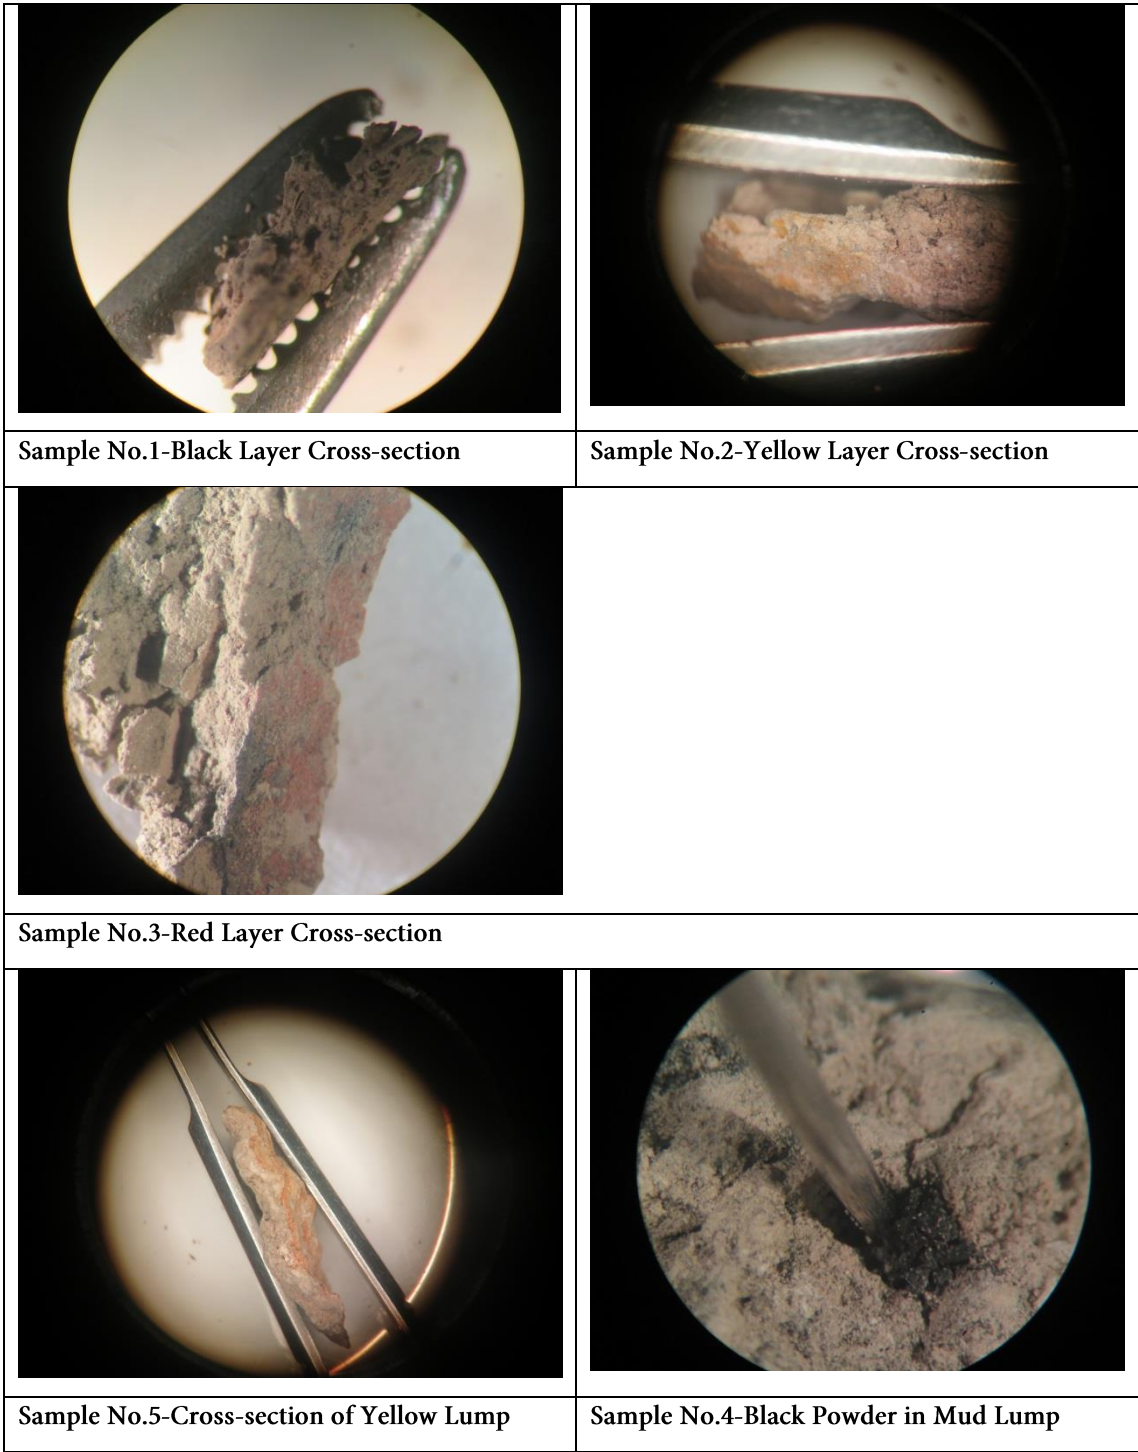 Sample No.1-Black Layer Cross-section
Sample No.2-Yellow Layer Cross-section
Sample No.3-Red Layer Cross-section
Sample No.5-Cross-section of Yellow Lump
Sample No.4-Black Powder in Mud Lump